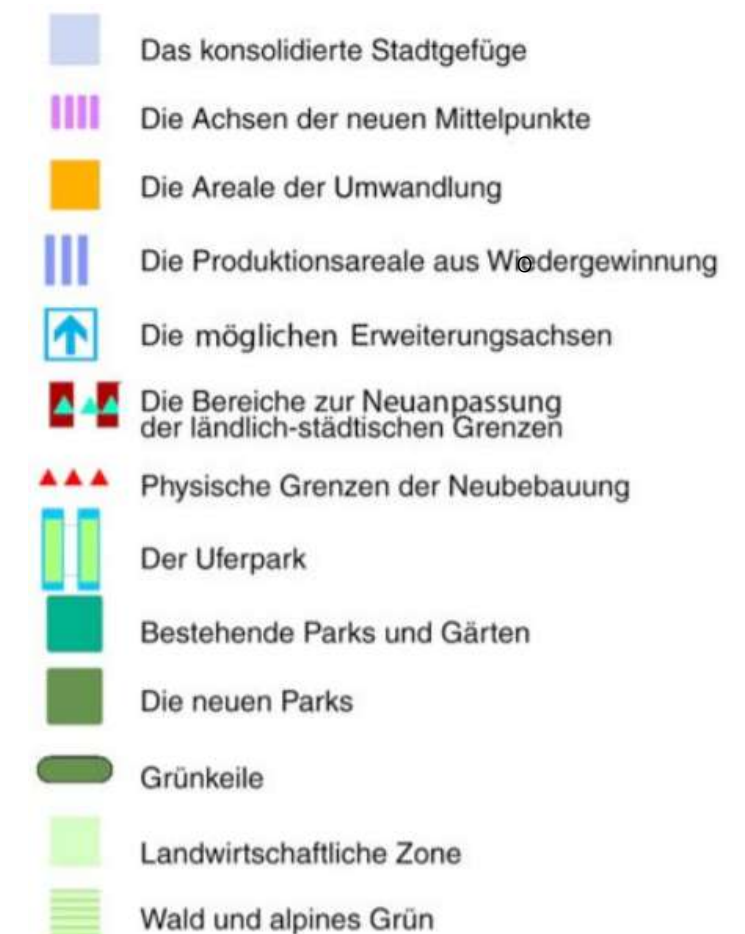 Das konsolidierte Stadtgefüge
Die Achsen der neuen Mittelpunkte
Die Areale der Umwandlung
Die Produktionsareale aus Wiedergewinnung
Die möglichen Erweiterungsachsen
Die Bereiche zur Neuanpassung
der ländlich-städtischen Grenzen
Physische Grenzen der Neubebauung
Der Uferpark
Bestehende Parks und Gärten
Die neuen Parks
Grünkeile
Landwirtschaftliche Zone
Wald und alpines Grün